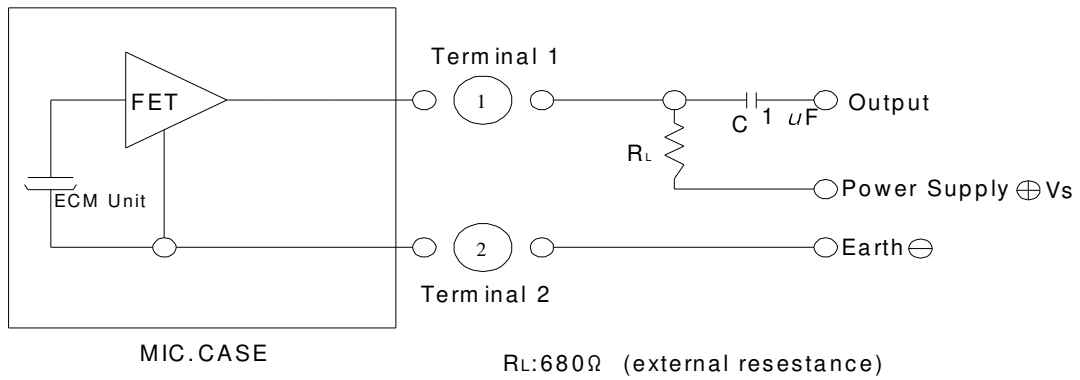 Terminal 1
FET
1
Output
C 1 uF
RL
ECM Unit
Power Supply ⊕ Vs
2
Earth ⊖
Terminal 2
MIC.CASE
RL:680Ω (external resestance)